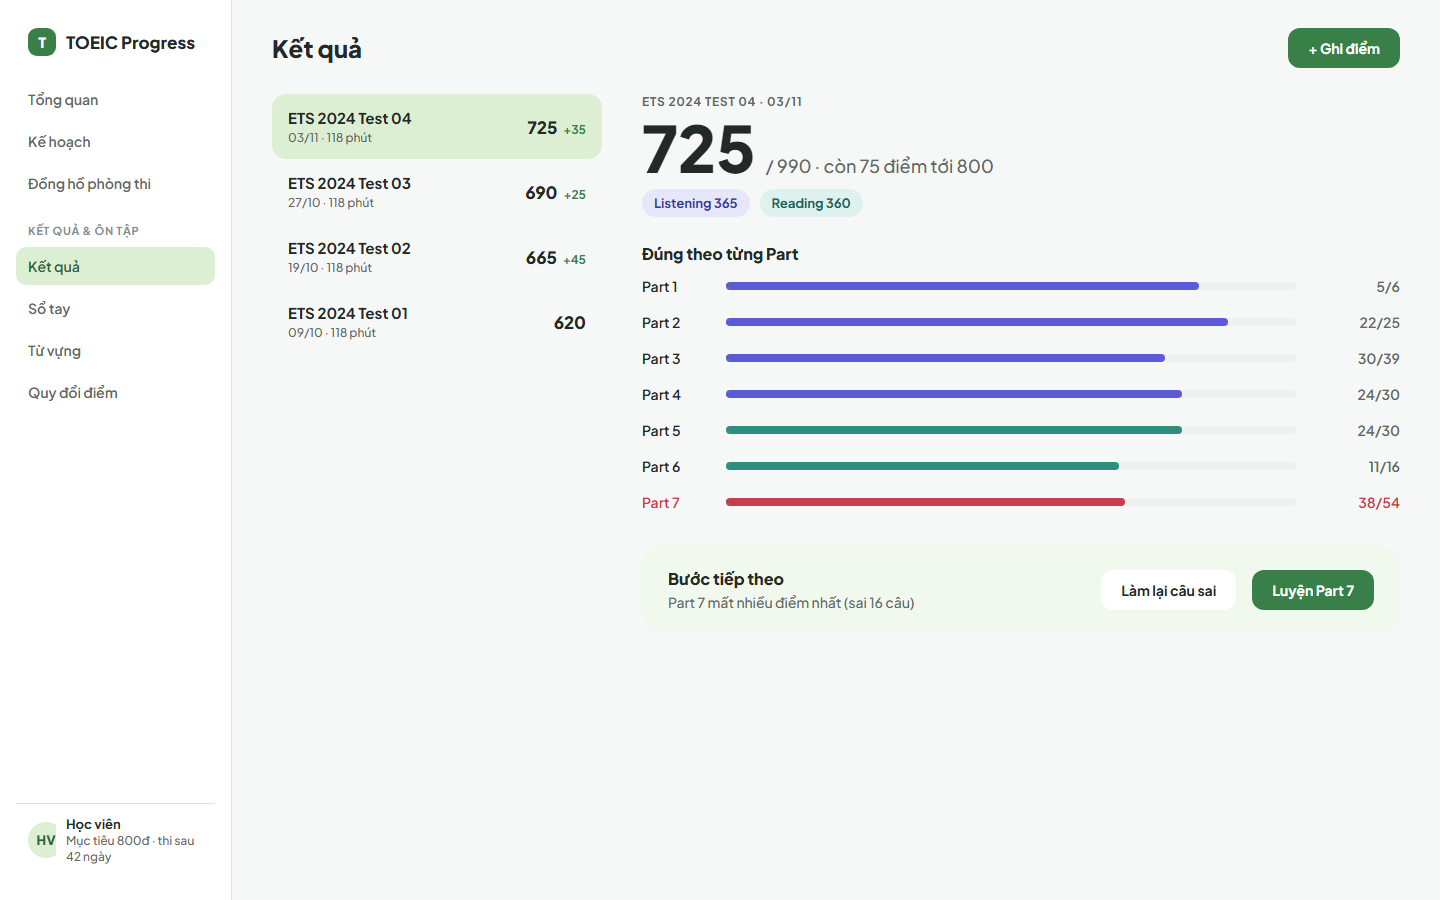 T TOEIC Progress
Tổng quan
Kế hoạch
Đồng hồ phòng thi
KẾT QUẢ & ÔN TẬP
Kết quả
Sổ tay
Từ vựng
Quy đổi điểm
HV Học viên
Mục tiêu 800đ · thi sau
42 ngày
Kết quả
+ Ghi điểm
ETS 2024 Test 04
03/11 · 118 phút
725 +35
ETS 2024 Test 03
27/10 · 118 phút
690 +25
ETS 2024 Test 02
19/10 · 118 phút
665 +45
ETS 2024 Test 01
09/10 · 118 phút
620
ETS 2024 TEST 04 · 03/11
725 / 990 · còn 75 điểm tới 800
Listening 365 Reading 360
Đúng theo từng Part
Part 1 5/6
Part 2 22/25
Part 3 30/39
Part 4 24/30
Part 5 24/30
Part 6 11/16
Part 7 38/54
Bước tiếp theo
Part 7 mất nhiều điểm nhất (sai 16 câu)
Làm lại câu sai
Luyện Part 7